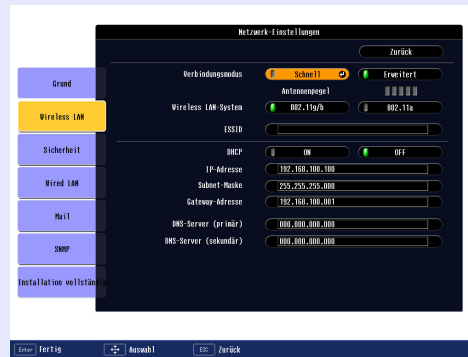 Netzwerk-Einstellungen
Zurück
Grund
Wireless LAN
Sicherheit
Wired LAN
Mail
SNMP
Installation vollständig
Verbindungsmodus Schnell Erweitert
Antennenpegel
Wireless LAN-System 802.11g/b 802.11a
ESSID
DHCP ON OFF
IP-Adresse 192.168.100.100
Subnet-Maske 255.255.255.000
Gateway-Adresse 192.168.100.001
DNS-Server (primär) 000.000.000.000
DNS-Server (sekundär) 000.000.000.000
Enter Fertig Auswahl ESC Zurück